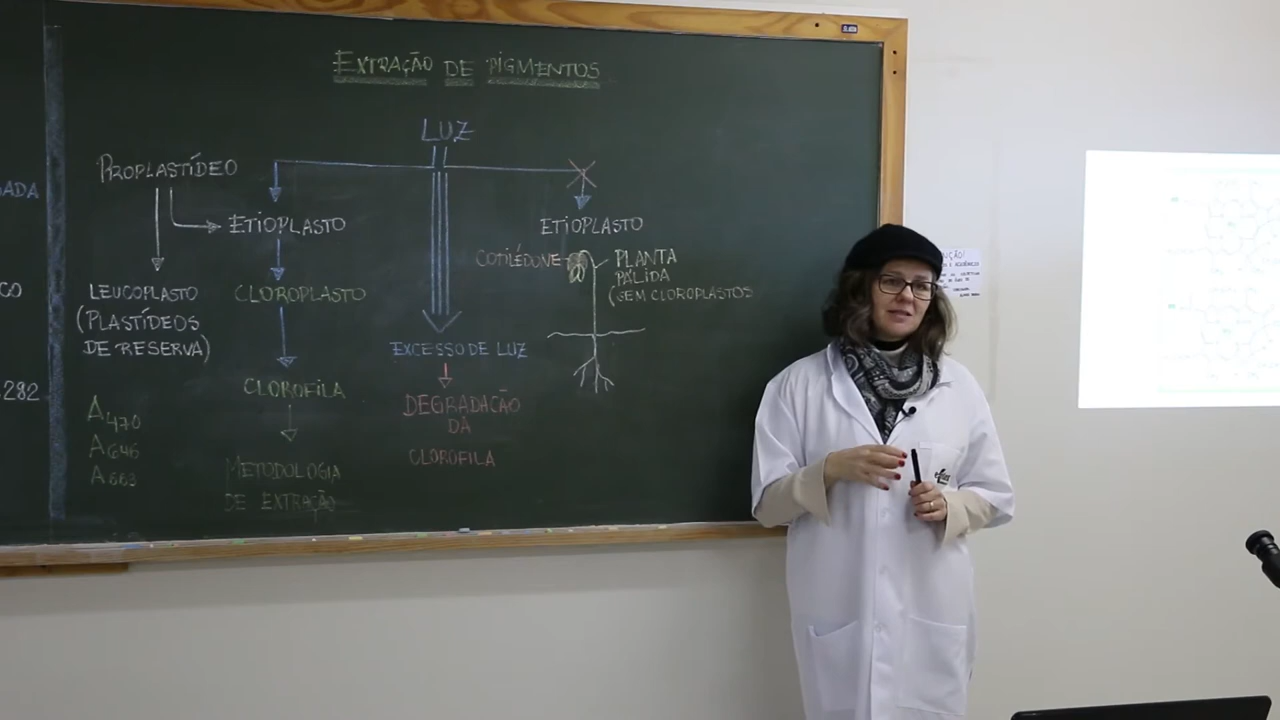 EXTRAÇÃO DE PIGMENTOS
LUZ
PROPLASTÍDEO
ADA
ETIOPLASTO
ETIOPLASTO
COTILÉDONE
PLANTA
PÁLIDA
(SEM CLOROPLASTOS
LEUCOPLASTO
(PLASTÍDEOS
DE RESERVA)
CLOROPLASTO
CO
EXCESSO DE LUZ
282
CLOROFILA
DEGRADAÇÃO
DA
CLOROFILA
A470
A646
A663
METODOLOGIA
DE EXTRAÇÃO